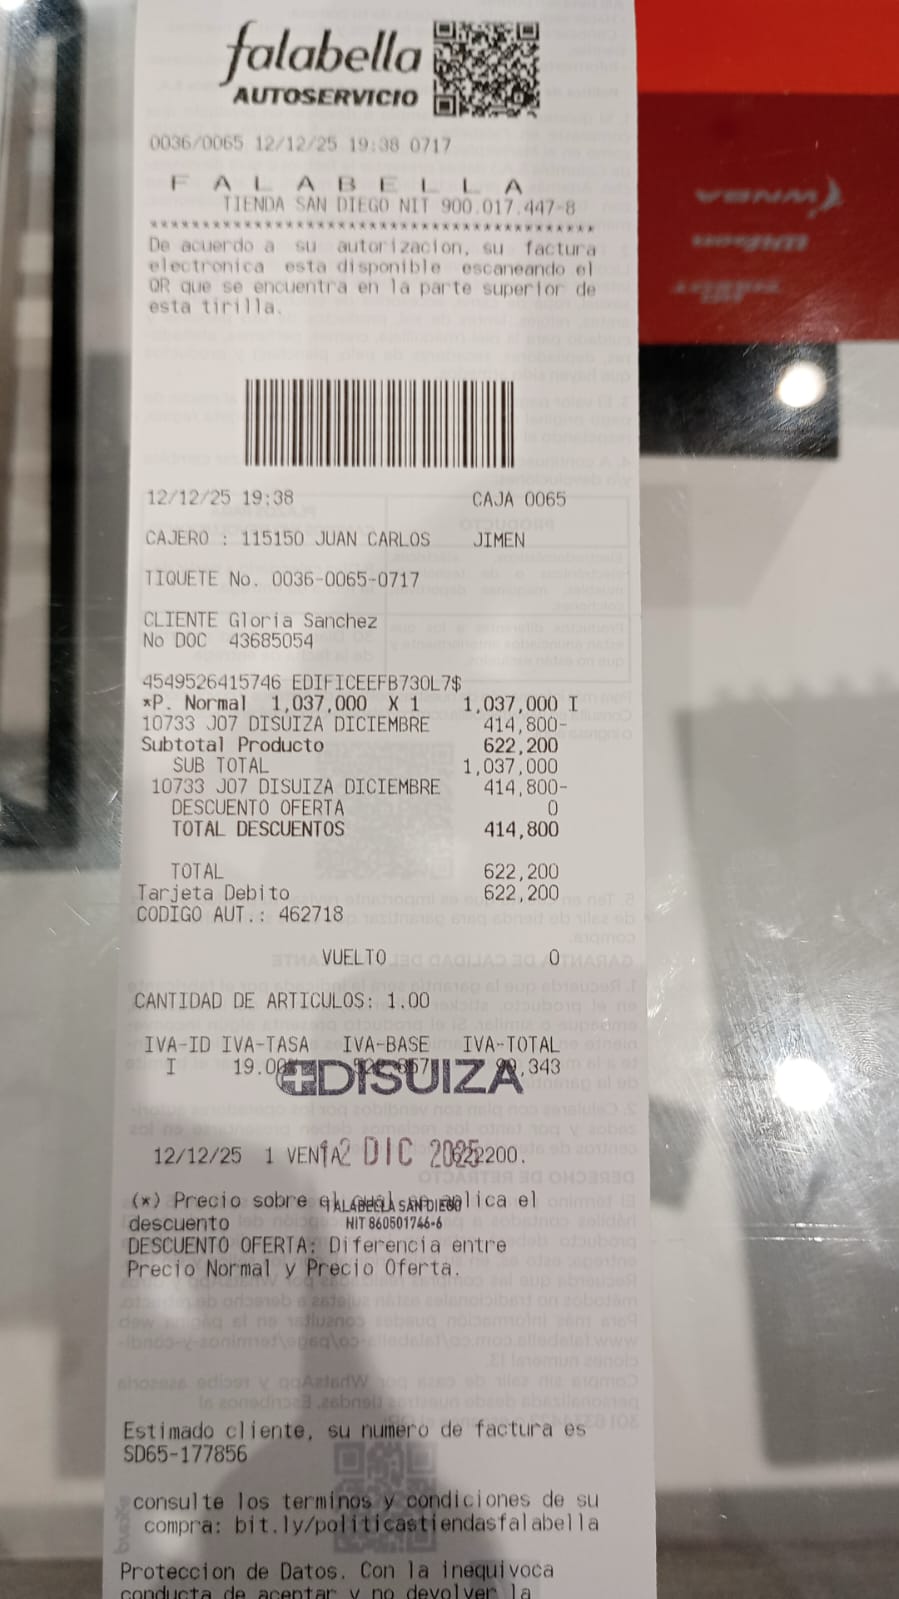 falabella
AUTOSERVICIO
0036/0065 12/12/25 19:38 0717
F A L A B E L L A
TIENDA SAN DIEGO NIT 900.017.447-8
******************************************
De acuerdo a su autorizacion, su factura
electronica esta disponible escaneando el
QR que se encuentra en la parte superior de
esta tirilla.
12/12/25 19:38 CAJA 0065
CAJERO : 115150 JUAN CARLOS JIMEN
TIQUETE No. 0036-0065-0717
CLIENTE Gloria Sanchez
No DOC 43685054
4549526415746 EDIFICEEFB730L7$
*P. Normal 1,037,000 X 1 1,037,000 I
10733 J07 DISUIZA DICIEMBRE 414,800-
Subtotal Producto 622,200
SUB TOTAL 1,037,000
10733 J07 DISUIZA DICIEMBRE 414,800-
DESCUENTO OFERTA 0
TOTAL DESCUENTOS 414,800
TOTAL 622,200
Tarjeta Debito 622,200
CODIGO AUT.: 462718
VUELTO 0
CANTIDAD DE ARTICULOS: 1.00
IVA-ID IVA-TASA IVA-BASE IVA-TOTAL
I
DISUIZA
12/12/25 1 VENTA
12 DIC 2025
(*) Precio sobre el aplica el
FALABELLA SAN DIEGO
descuento
NIT 860501746-6
DESCUENTO OFERTA: Diferencia entre
Precio Normal y Precio Oferta.
Estimado cliente, su numero de factura es
SD65-177856
consulte los terminos y condiciones de su
compra: bit.ly/politicastiendasfalabella
Proteccion de Datos. Con la inequivoca
conducta de aceptar y no devolver la
WNBA
Wilson